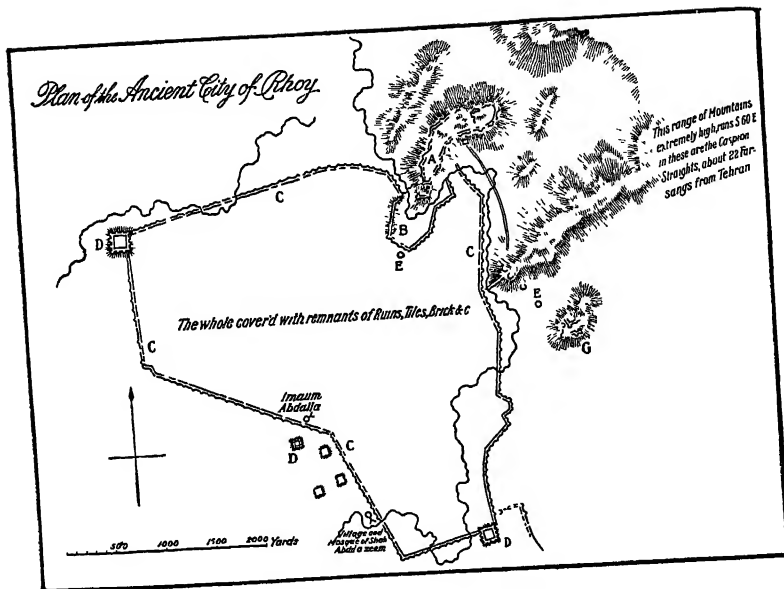 Plan of the Ancient City of Rhey
This range of Mountains
extremely high, runs S 60 E
in these are the Caspian
Straights, about 22 Far-
sangs from Tehran
A
C
B
D
E
C
E
The whole cover'd with remnants of Ruins, Tiles, Brick & c
G
C
Imaum
Abdalla
C
D
Village and
Mosque of Shah
Abdul azeem
D
500 1000 1500 2000 Yards